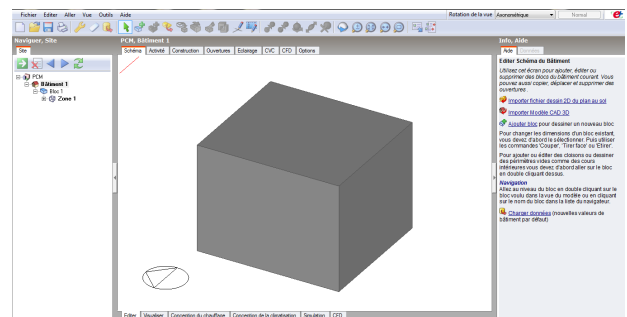 Fichier Editer Aller Vue Outils Aide
Rotation de la vue Axonométrique Normal
Naviguer, Site
Site
PCM
Bâtiment 1
Bloc 1
Zone 1
PCM, Bâtiment 1
Schéma Activité Construction Ouvertures Eclairage CVC CFD Options
Editer Visualiser Conception du chauffage Conception de la climatisation Simulation CFD
Info, Aide
Aide Données
Editer Schéma du Bâtiment
Utilisez cet écran pour ajouter, éditer ou
supprimer des blocs du bâtiment courant. Vous
pouvez aussi copier, déplacer et supprimer des
ouvertures .
Importer fichier dessin 2D du plan au sol
Importer Modèle CAD 3D
Ajouter bloc pour dessiner un nouveau bloc
Pour changer les dimensions d'un bloc existant,
vous devez d'abord le sélectionner. Puis utiliser
les commandes 'Couper', 'Tirer face' ou 'Etirer'.
Pour ajouter ou éditer des cloisons ou dessiner
des périmètres vides comme des cours
intérieures vous devez d'abord aller sur le bloc
en double cliquant dessus.
Navigation
Allez au niveau du bloc en double cliquant sur le
bloc voulu dans la vue du modèle ou en cliquant
sur le nom du bloc dans la liste du navigateur.
Charger données (nouvelles valeurs de
bâtiment par défaut)